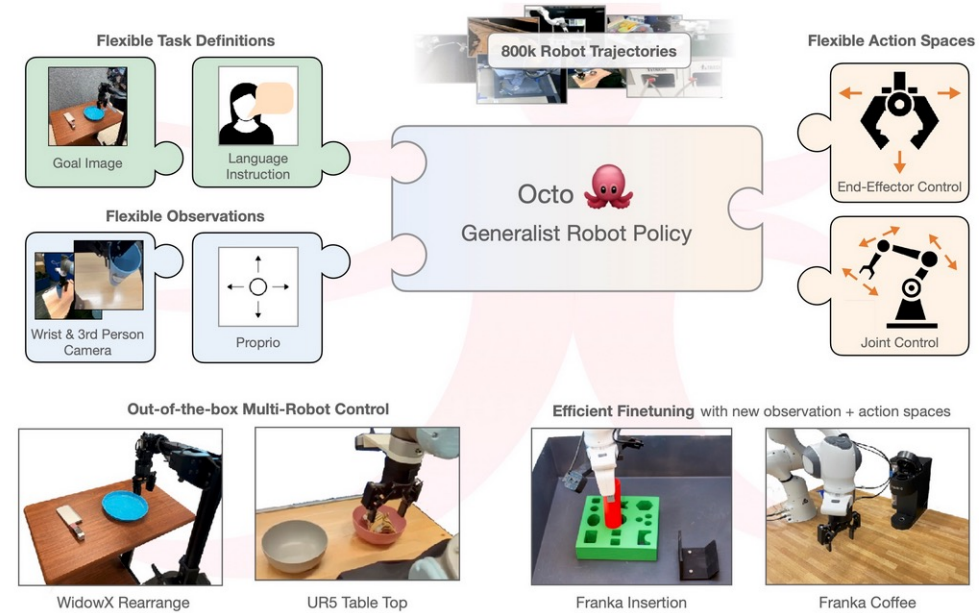 Flexible Task Definitions
Goal Image
Language
Instruction
Flexible Observations
Wrist & 3rd Person
Camera
Proprio
800k Robot Trajectories
Octo
Generalist Robot Policy
Flexible Action Spaces
End-Effector Control
Joint Control
Out-of-the-box Multi-Robot Control
WidowX Rearrange
UR5 Table Top
Efficient Finetuning with new observation + action spaces
Franka Insertion
Franka Coffee